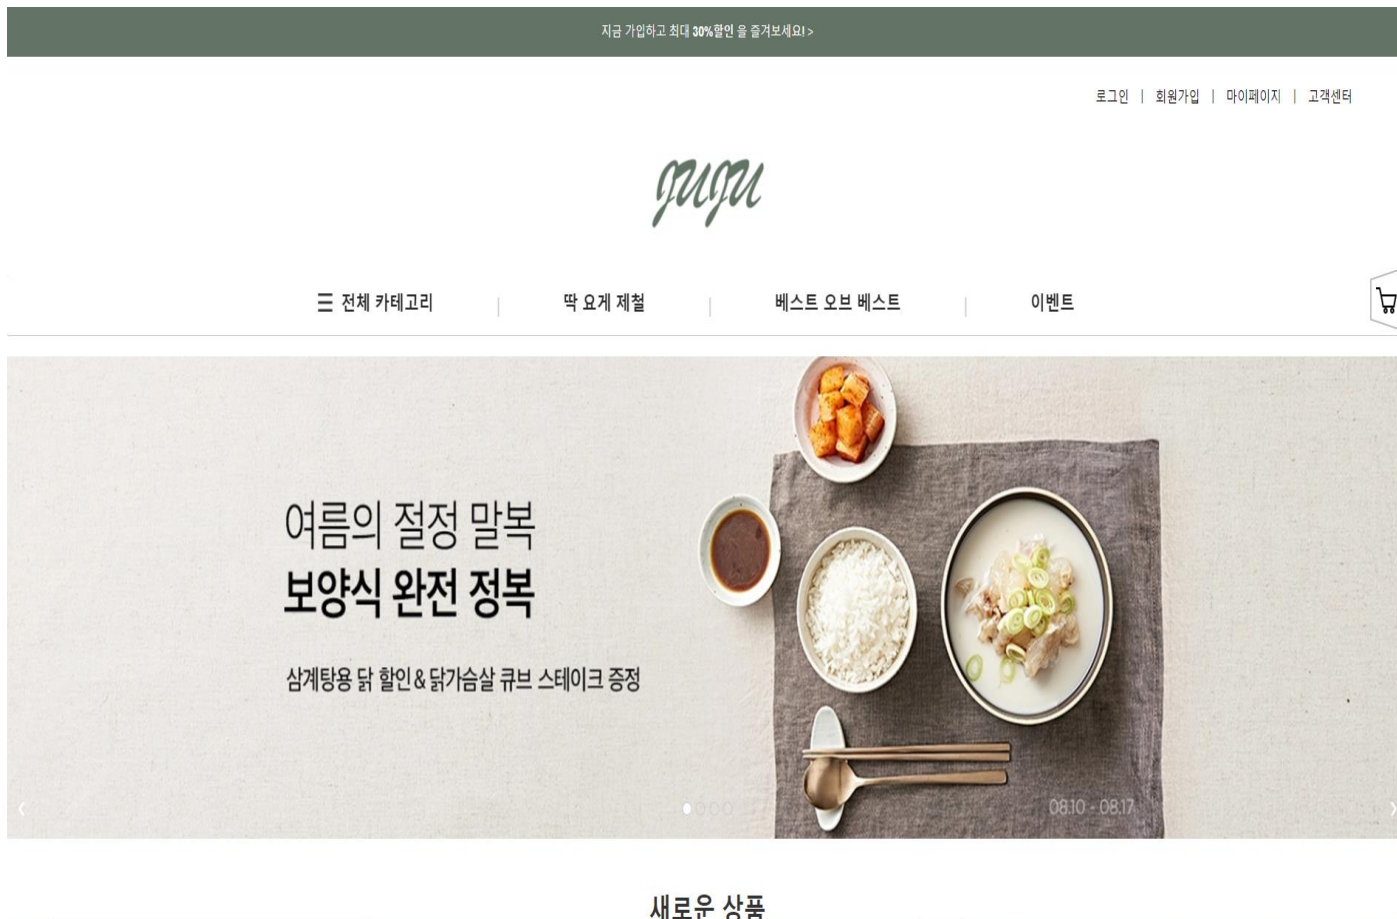 지금 가입하고 최대 30%할인 을 즐겨보세요! >
로그인 | 회원가입 | 마이페이지 | 고객센터
JUJU
☰ 전체 카테고리 | 딱 요게 제철 | 베스트 오브 베스트 | 이벤트
여름의 절정 말복
보양식 완전 정복
삼계탕용 닭 할인 & 닭가슴살 큐브 스테이크 증정
08.10 - 08.17
새로운 상품